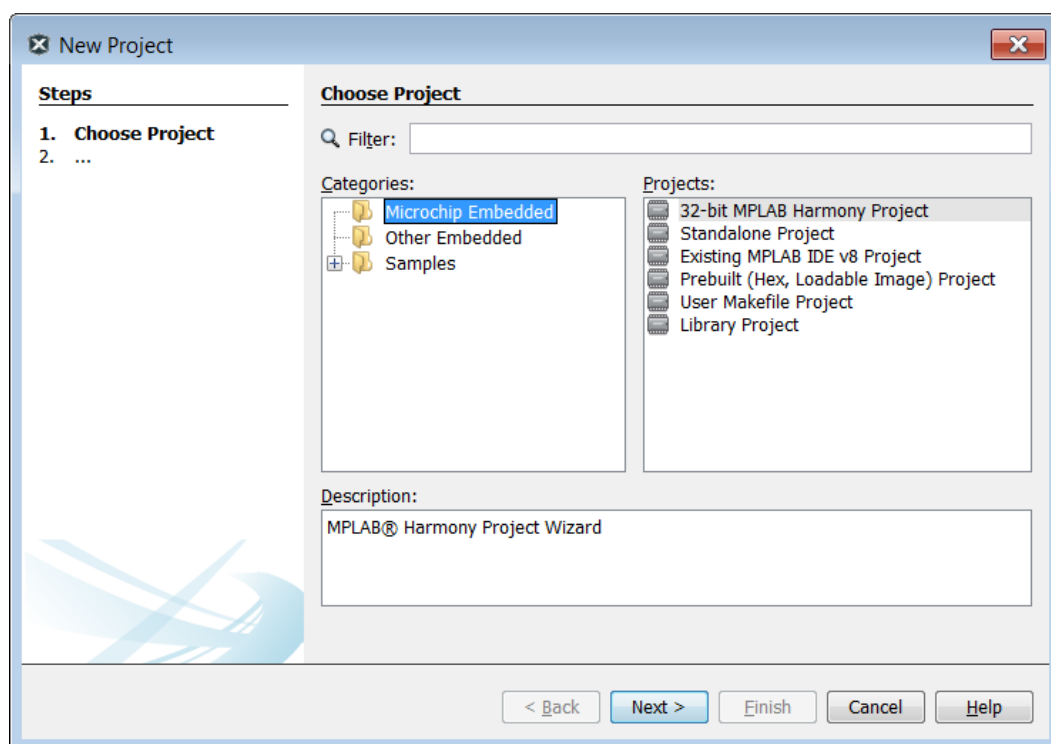 New Project
Steps
1. Choose Project
2. ...
Choose Project
Filter:
Categories:
Microchip Embedded
Other Embedded
Samples
Projects:
32-bit MPLAB Harmony Project
Standalone Project
Existing MPLAB IDE v8 Project
Prebuilt (Hex, Loadable Image) Project
User Makefile Project
Library Project
Description:
MPLAB® Harmony Project Wizard
< Back
Next >
Finish
Cancel
Help